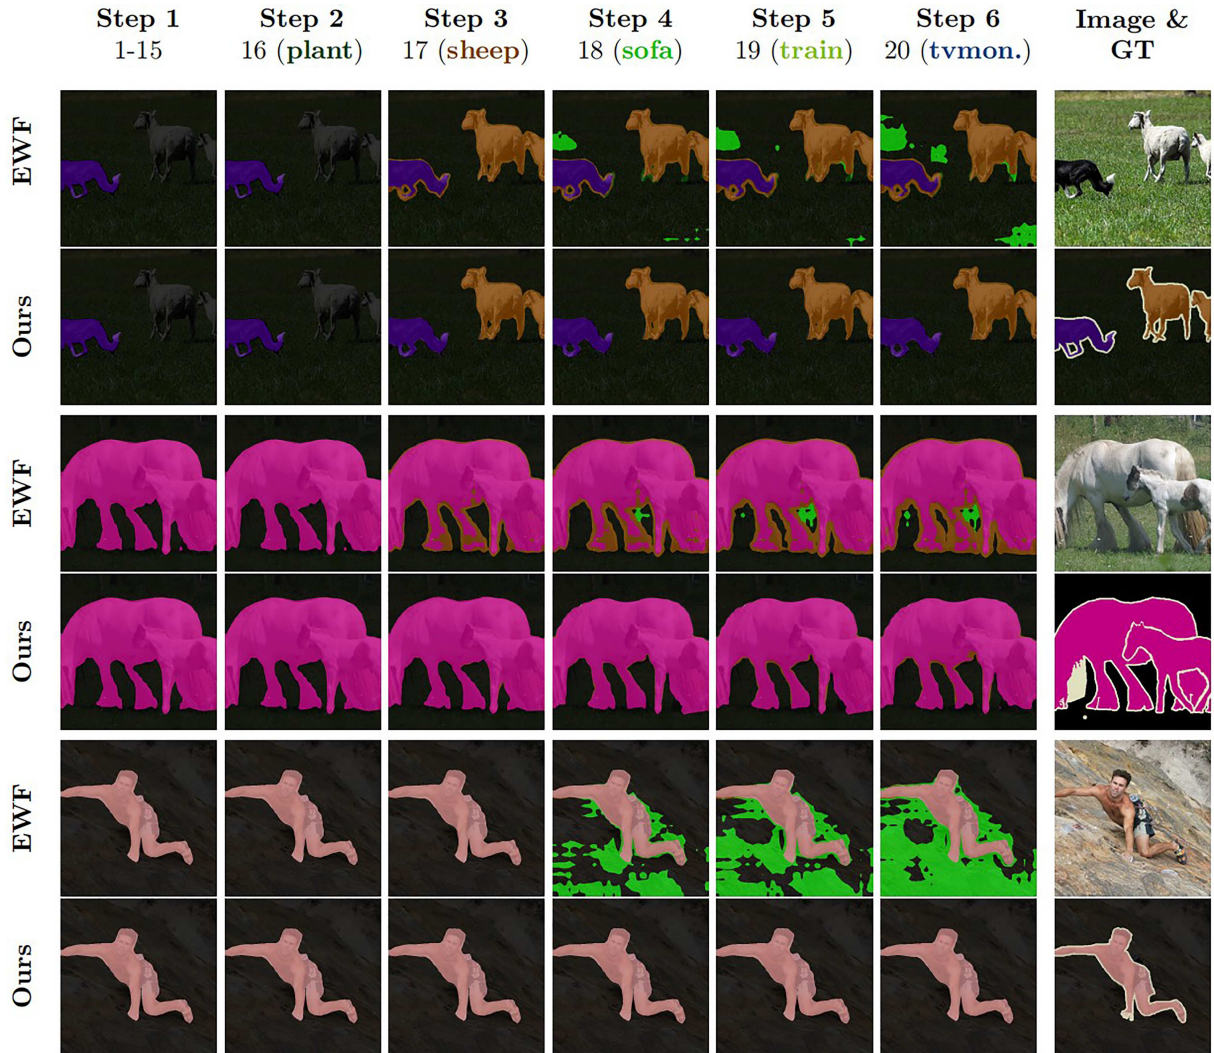 Step 1 Step 2 Step 3 Step 4 Step 5 Step 6 Image &
1-15 16 (plant) 17 (sheep) 18 (sofa) 19 (train) 20 (tvmon.) GT
EWF
Ours
EWF
Ours
EWF
Ours